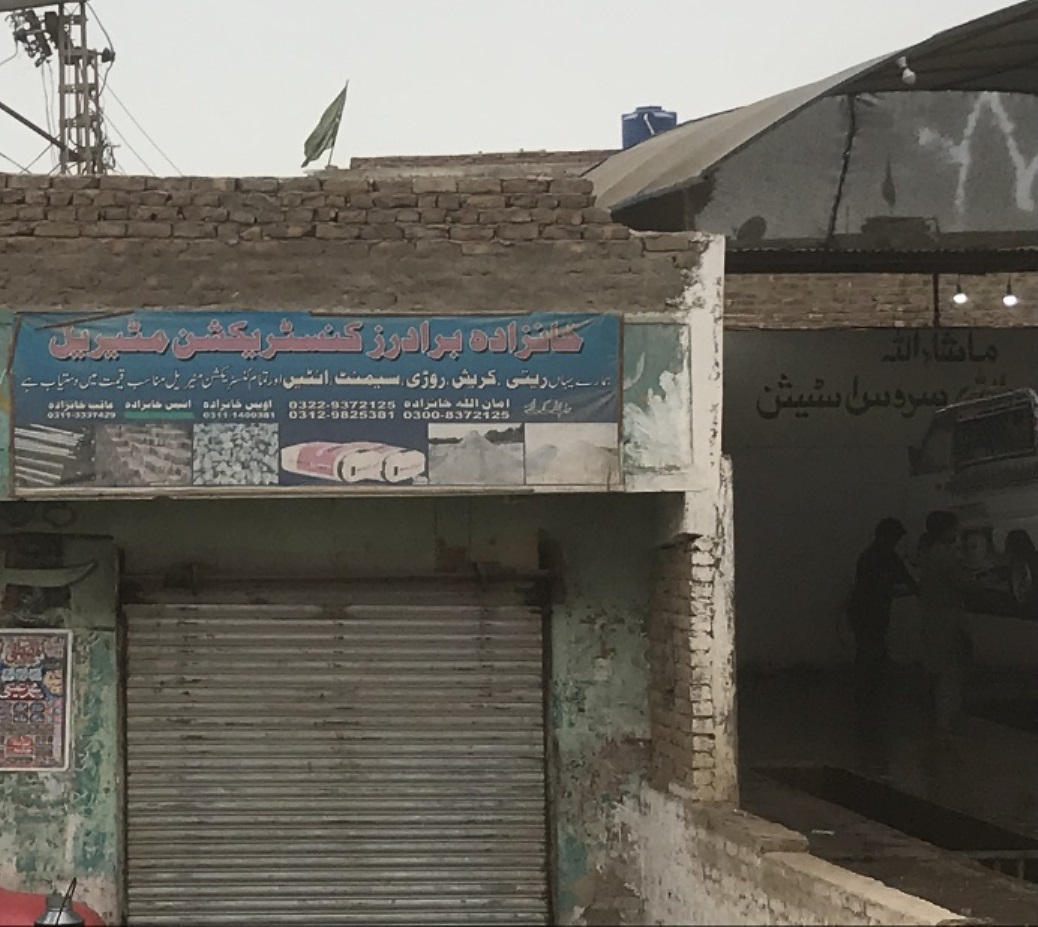 خانزادہ برادرز کنسٹریکشن مٹیریل
ہمارے یہاں ریتی، کریش، روڑی، سیمنٹ، انٹیں اور تمام کنسٹریکشن میٹریل مناسب قیمت میں دستیاب ہے
امان اللہ خانزادہ 0322-9372125 اویس خانزادہ انیس خانزادہ عاقب خانزادہ
0300-8372125 0312-9825381 0311-1400381 0311-3337429
ماشاءاللہ
سروس اسٹیشن